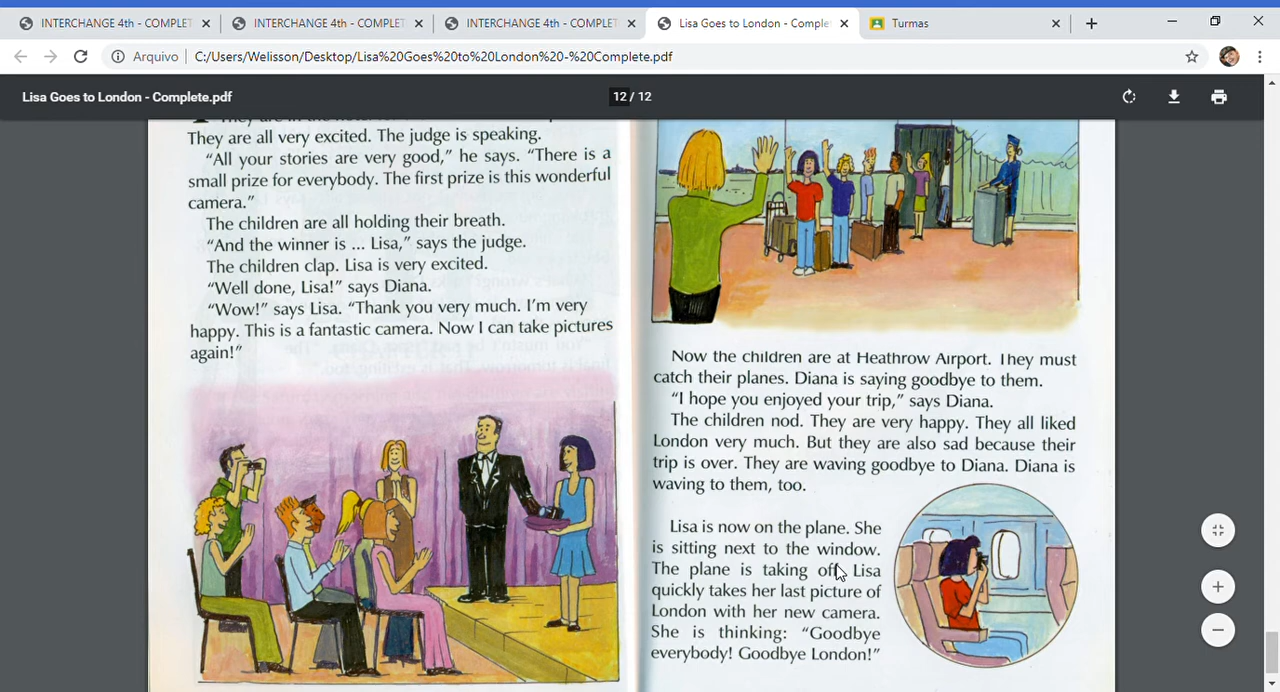 INTERCHANGE 4th - COMPLET
INTERCHANGE 4th - COMPLET
INTERCHANGE 4th - COMPLET
Lisa Goes to London - Comple
Turmas
Arquivo
C:/Users/Welisson/Desktop/Lisa%20Goes%20to%20London%20-%20Complete.pdf
Lisa Goes to London - Complete.pdf
12 / 12
They are all very excited. The judge is speaking.
“All your stories are very good,” he says. “There is a
small prize for everybody. The first prize is this wonderful
camera.”
The children are all holding their breath.
“And the winner is ... Lisa,” says the judge.
The children clap. Lisa is very excited.
“Well done, Lisa!” says Diana.
“Wow!” says Lisa. “Thank you very much. I’m very
happy. This is a fantastic camera. Now I can take pictures
again!”
Now the children are at Heathrow Airport. They must
catch their planes. Diana is saying goodbye to them.
“I hope you enjoyed your trip,” says Diana.
The children nod. They are very happy. They all liked
London very much. But they are also sad because their
trip is over. They are waving goodbye to Diana. Diana is
waving to them, too.
Lisa is now on the plane. She
is sitting next to the window.
The plane is taking off. Lisa
quickly takes her last picture of
London with her new camera.
She is thinking: “Goodbye
everybody! Goodbye London!”